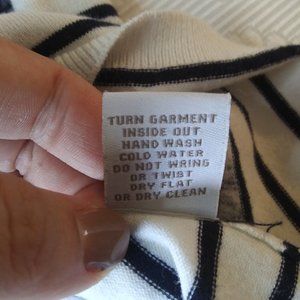 TURN GARMENT
INSIDE OUT
HAND WASH
COLD WATER
DO NOT WRING
OR TWIST
DRY FLAT
OR DRY CLEAN